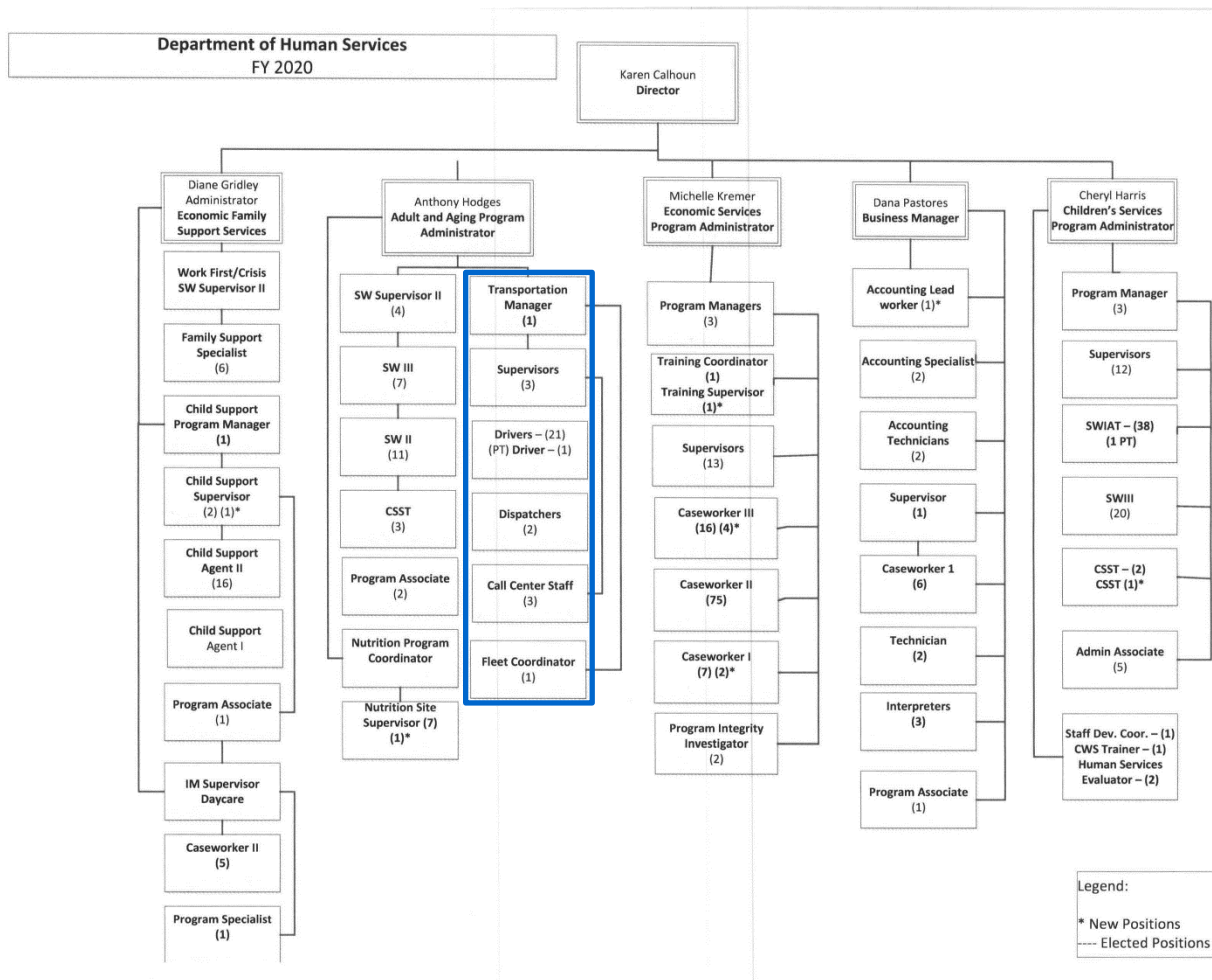 Department of Human Services
FY 2020
Karen Calhoun
Director
Diane Gridley
Administrator
Economic Family
Support Services
Work First/Crisis
SW Supervisor II
Family Support
Specialist
(6)
Child Support
Program Manager
(1)
Child Support
Supervisor
(2) (1)*
Child Support
Agent II
(16)
Child Support
Agent I
Program Associate
(1)
IM Supervisor
Daycare
Caseworker II
(5)
Program Specialist
(1)
Anthony Hodges
Adult and Aging Program
Administrator
SW Supervisor II
(4)
SW III
(7)
SW II
(11)
CSST
(3)
Program Associate
(2)
Nutrition Program
Coordinator
Nutrition Site
Supervisor (7)
(1)*
Transportation
Manager
(1)
Supervisors
(3)
Drivers – (21)
(PT) Driver – (1)
Dispatchers
(2)
Call Center Staff
(3)
Fleet Coordinator
(1)
Michelle Kremer
Economic Services
Program Administrator
Program Managers
(3)
Training Coordinator
(1)
Training Supervisor
(1)*
Supervisors
(13)
Caseworker III
(16) (4)*
Caseworker II
(75)
Caseworker I
(7) (2)*
Program Integrity
Investigator
(2)
Dana Pastores
Business Manager
Accounting Lead
worker (1)*
Accounting Specialist
(2)
Accounting
Technicians
(2)
Supervisor
(1)
Caseworker 1
(6)
Technician
(2)
Interpreters
(3)
Program Associate
(1)
Cheryl Harris
Children's Services
Program Administrator
Program Manager
(3)
Supervisors
(12)
SWIAT – (38)
(1 PT)
SWIII
(20)
CSST – (2)
CSST (1)*
Admin Associate
(5)
Staff Dev. Coor. – (1)
CWS Trainer – (1)
Human Services
Evaluator – (2)
Legend:
* New Positions
---- Elected Positions